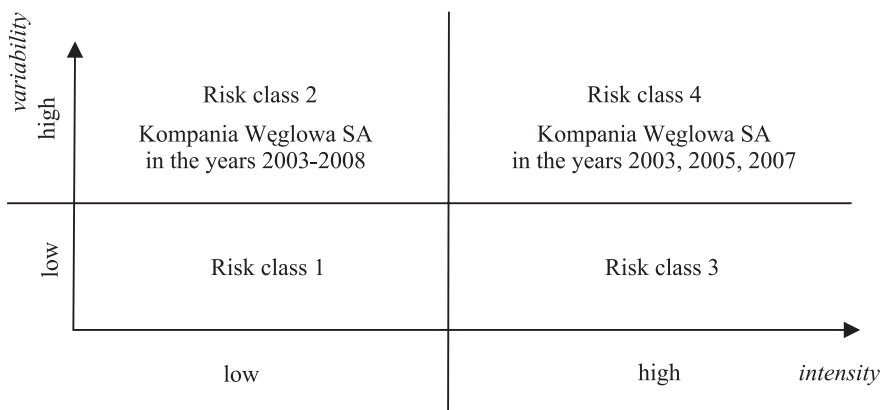 variability
high
low
Risk class 2
Kompania Węglowa SA
in the years 2003-2008
Risk class 4
Kompania Węglowa SA
in the years 2003, 2005, 2007
Risk class 1
Risk class 3
low
high
intensity